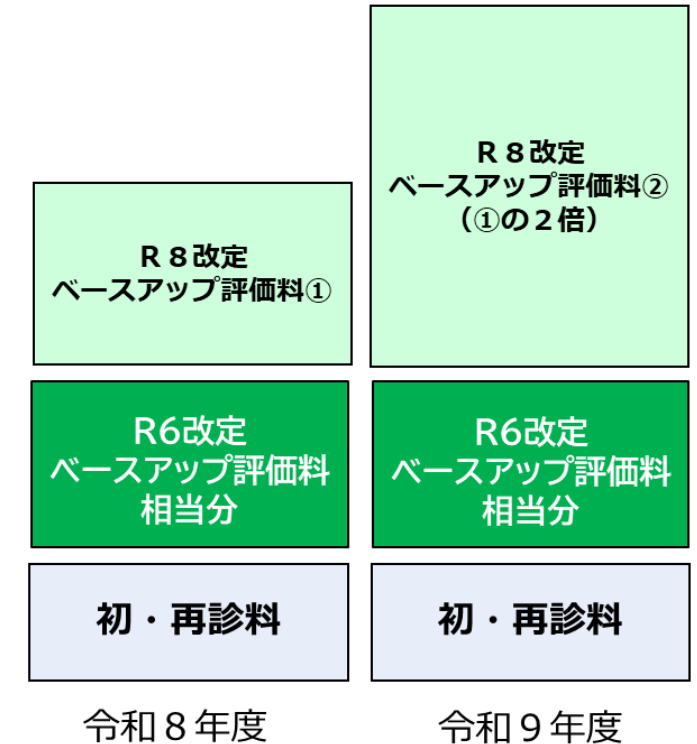 Ｒ８改定
ベースアップ評価料①
R6改定
ベースアップ評価料
相当分
初・再診料
令和８年度
Ｒ８改定
ベースアップ評価料②
（①の２倍）
R6改定
ベースアップ評価料
相当分
初・再診料
令和９年度